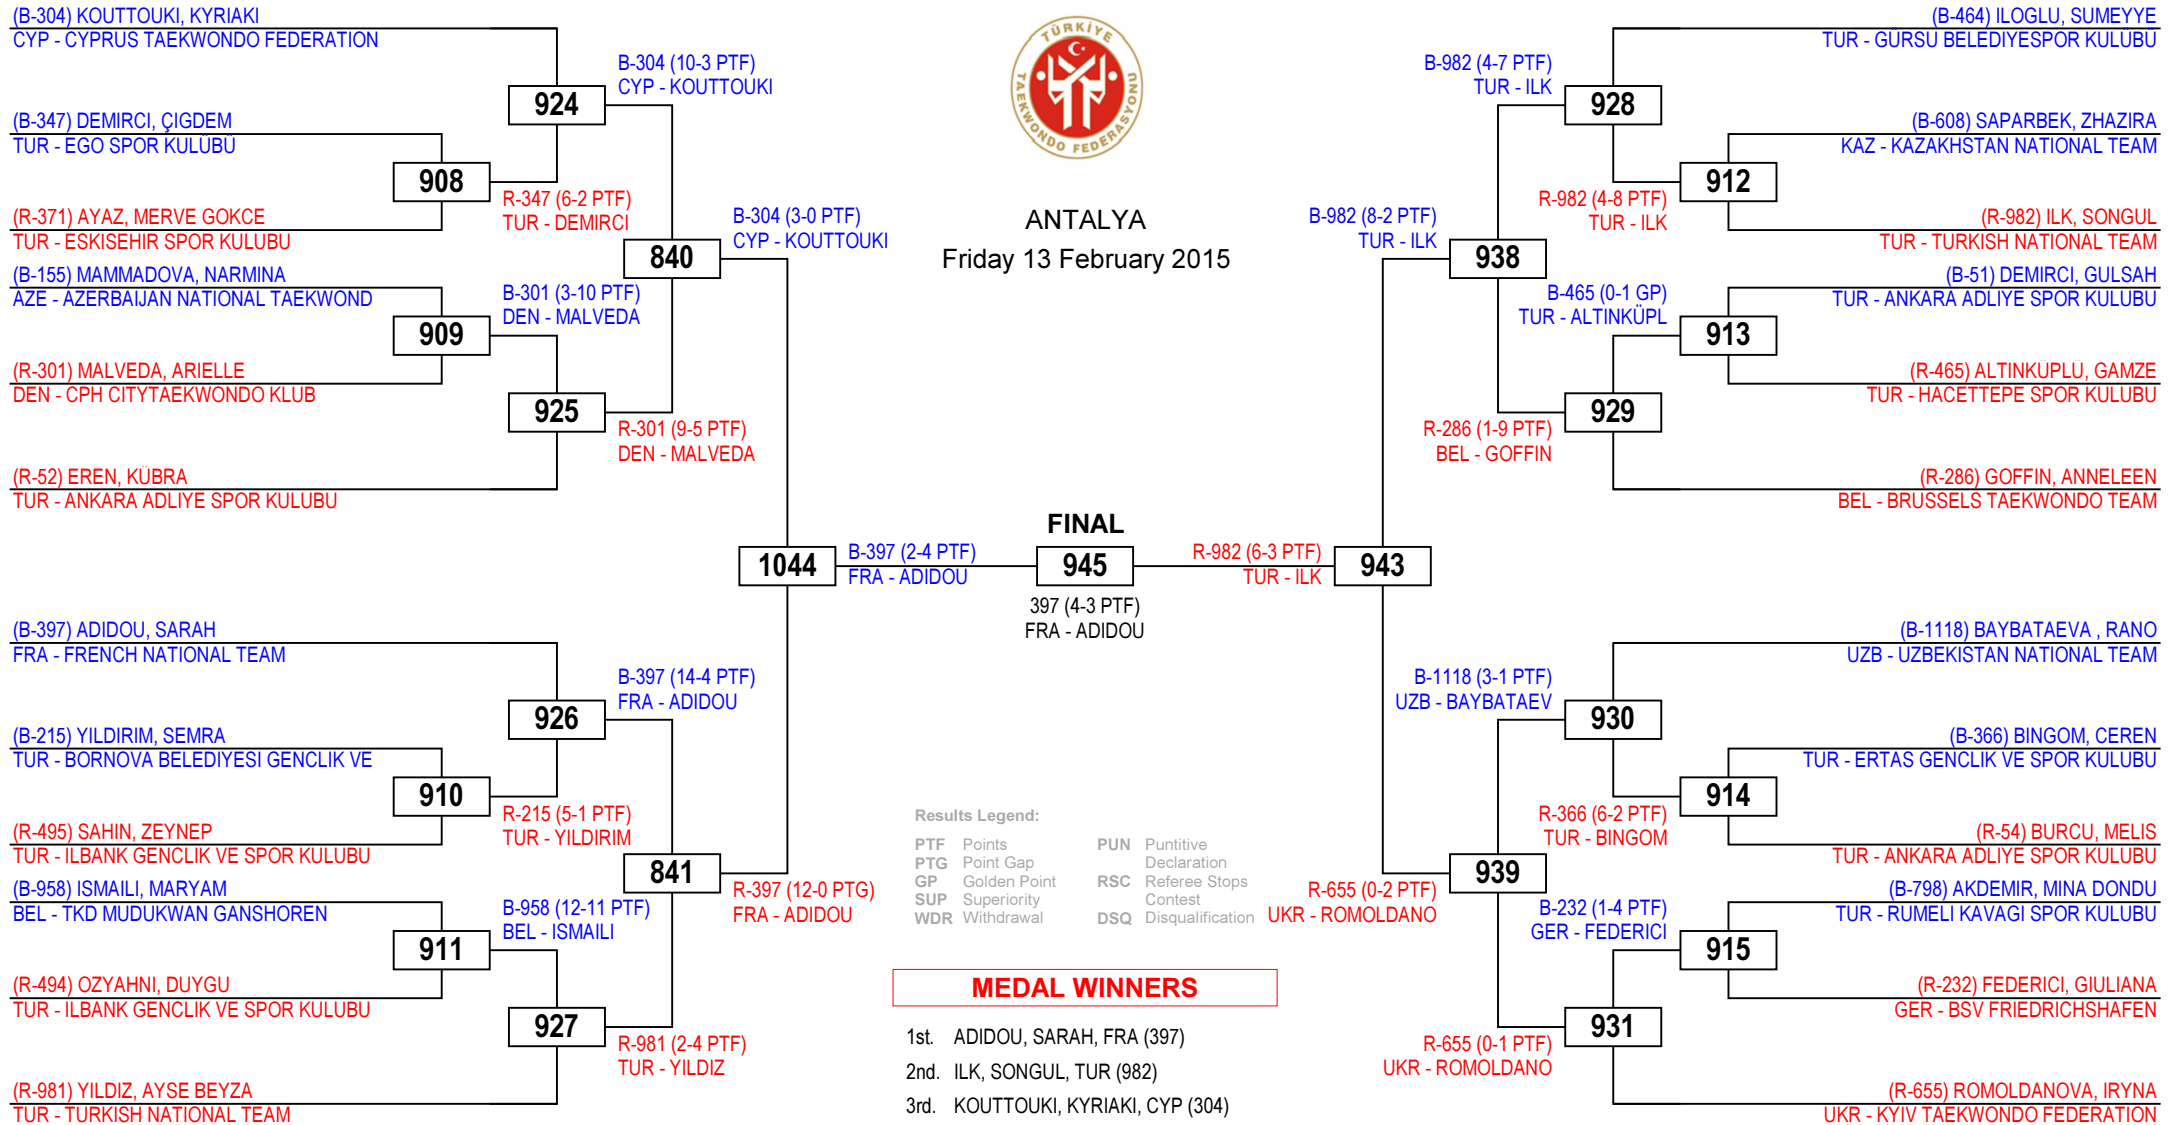 (B-304) KOUTTOUKI, KYRIAKI
CYP - CYPRUS TAEKWONDO FEDERATION
(B-347) DEMIRCI, ÇIGDEM
TUR - EGO SPOR KULÜBÜ
(R-371) AYAZ, MERVE GOKCE
TUR - ESKISEHIR SPOR KULUBU
(B-155) MAMMADOVA, NARMINA
AZE - AZERBAIJAN NATIONAL TAEKWOND
(R-301) MALVEDA, ARIELLE
DEN - CPH CITYTAEKWONDO KLUB
(R-52) EREN, KÜBRA
TUR - ANKARA ADLIYE SPOR KULUBU
(B-397) ADIDOU, SARAH
FRA - FRENCH NATIONAL TEAM
(B-215) YILDIRIM, SEMRA
TUR - BORNOVA BELEDIYESI GENCLIK VE
(R-495) SAHIN, ZEYNEP
TUR - ILBANK GENCLIK VE SPOR KULUBU
(B-958) ISMAILI, MARYAM
BEL - TKD MUDUKWAN GANSHOREN
(R-494) OZYAHNI, DUYGU
TUR - ILBANK GENCLIK VE SPOR KULUBU
(R-981) YILDIZ, AYSE BEYZA
TUR - TURKISH NATIONAL TEAM
908
R-347 (6-2 PTF)
TUR - DEMIRCI
909
B-301 (3-10 PTF)
DEN - MALVEDA
910
R-215 (5-1 PTF)
TUR - YILDIRIM
911
B-958 (12-11 PTF)
BEL - ISMAILI
924
B-304 (10-3 PTF)
CYP - KOUTTOUKI
925
R-301 (9-5 PTF)
DEN - MALVEDA
926
B-397 (14-4 PTF)
FRA - ADIDOU
927
R-981 (2-4 PTF)
TUR - YILDIZ
840
B-304 (3-0 PTF)
CYP - KOUTTOUKI
841
R-397 (12-0 PTG)
FRA - ADIDOU
1044
B-397 (2-4 PTF)
FRA - ADIDOU
TÜRKİYE
TAEKWONDO FEDERASYONU
ANTALYA
Friday 13 February 2015
FINAL
945
397 (4-3 PTF)
FRA - ADIDOU
R-982 (6-3 PTF)
TUR - ILK
943
B-982 (8-2 PTF)
TUR - ILK
938
R-655 (0-2 PTF)
UKR - ROMOLDANO
939
B-982 (4-7 PTF)
TUR - ILK
928
R-286 (1-9 PTF)
BEL - GOFFIN
929
B-1118 (3-1 PTF)
UZB - BAYBATAEV
930
R-655 (0-1 PTF)
UKR - ROMOLDANO
931
R-982 (4-8 PTF)
TUR - ILK
912
B-465 (0-1 GP)
TUR - ALTINKÜPL
913
R-366 (6-2 PTF)
TUR - BINGOM
914
B-232 (1-4 PTF)
GER - FEDERICI
915
(B-464) ILOGLU, SUMEYYE
TUR - GÜRSU BELEDIYESPOR KULÜBÜ
(B-608) SAPARBEK, ZHAZIRA
KAZ - KAZAKHSTAN NATIONAL TEAM
(R-982) ILK, SONGUL
TUR - TURKISH NATIONAL TEAM
(B-51) DEMIRCI, GULSAH
TUR - ANKARA ADLIYE SPOR KULUBU
(R-465) ALTINKÜPLÜ, GAMZE
TUR - HACETTEPE SPOR KULUBU
(R-286) GOFFIN, ANNELEEN
BEL - BRUSSELS TAEKWONDO TEAM
(B-1118) BAYBATAEVA , RANO
UZB - UZBEKISTAN NATIONAL TEAM
(B-366) BINGOM, CEREN
TUR - ERTAS GENCLIK VE SPOR KULUBU
(R-54) BURCU, MELIS
TUR - ANKARA ADLIYE SPOR KULUBU
(B-798) AKDEMIR, MINA DONDU
TUR - RUMELI KAVAGI SPOR KULUBU
(R-232) FEDERICI, GIULIANA
GER - BSV FRIEDRICHSHAFEN
(R-655) ROMOLDANOVA, IRYNA
UKR - KYIV TAEKWONDO FEDERATION
Results Legend:
PTF Points
PTG Point Gap
GP Golden Point
SUP Superiority
WDR Withdrawal
PUN Puntitive
Declaration
RSC Referee Stops
Contest
DSQ Disqualification
MEDAL WINNERS
1st. ADIDOU, SARAH, FRA (397)
2nd. ILK, SONGUL, TUR (982)
3rd. KOUTTOUKI, KYRIAKI, CYP (304)